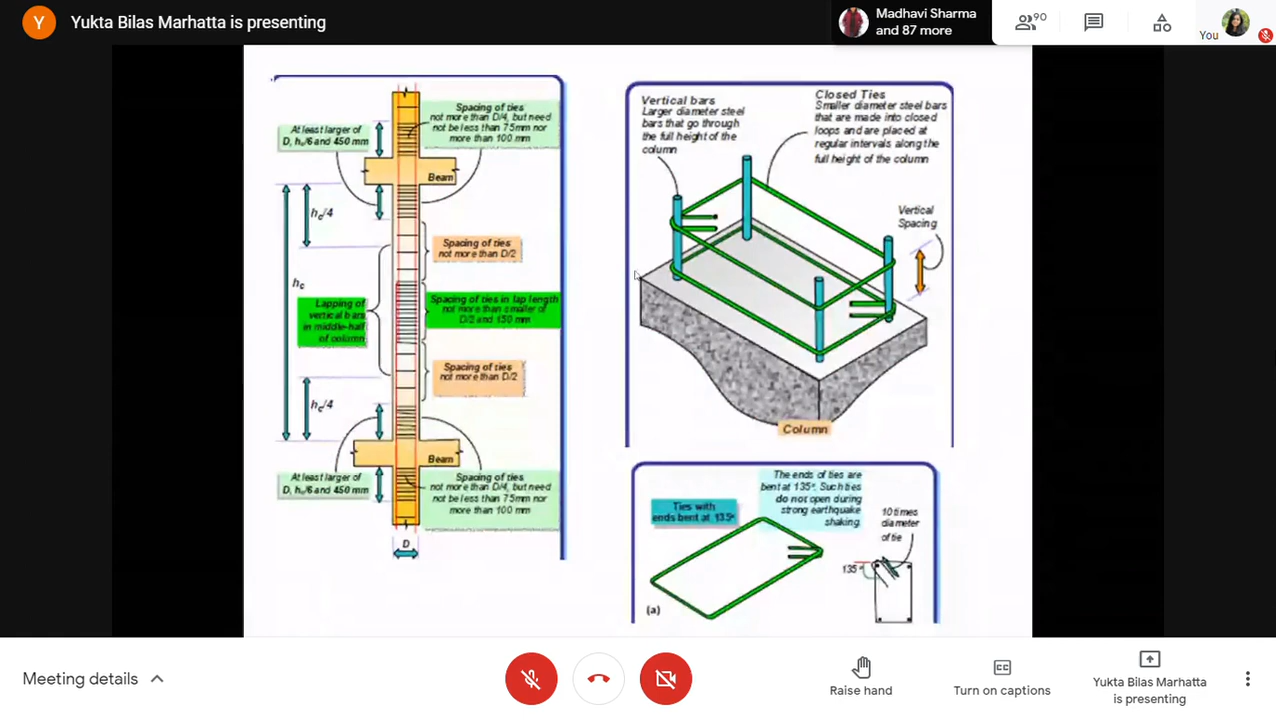 Y
Yukta Bilas Marhatta is presenting
Madhavi Sharma
and 87 more
90
You
Spacing of ties
not more than D/4, but need
not be less than 75mm nor
more than 100 mm
At least larger of
D, hc/6 and 450 mm
Beam
hc/4
Spacing of ties
not more than D/2
hc
Lapping of
vertical bars
in middle-half
of column
Spacing of ties in lap length
not more than smaller of
D/2 and 150 mm
Spacing of ties
not more than D/2
hc/4
Beam
At least larger of
D, hc/6 and 450 mm
Spacing of ties
not more than D/4, but need
not be less than 75mm nor
more than 100 mm
D
Vertical bars
Larger diameter steel
bars that go through
the full height of the
column
Closed Ties
Smaller diameter steel bars
that are made into closed
loops and are placed at
regular intervals along the
full height of the column
Vertical
Spacing
Column
The ends of ties are
bent at 135°. Such ties
do not open during
strong earthquake
shaking.
Ties with
ends bent at 135°
10 times
diameter
of tie
135°
(a)
Meeting details
Raise hand
Turn on captions
Yukta Bilas Marhatta
is presenting